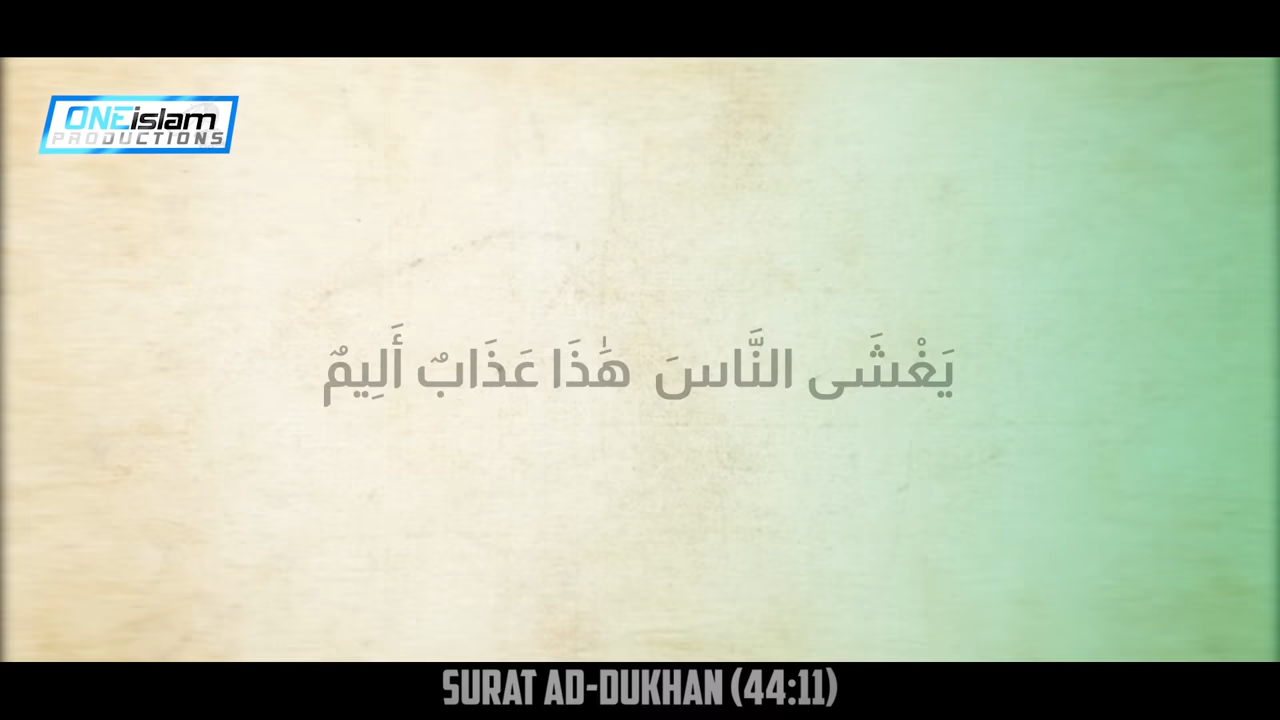 ONEislam
PRODUCTIONS
يَغْشَى النَّاسَ هَٰذَا عَذَابٌ أَلِيمٌ
SURAT AD-DUKHAN (44:11)